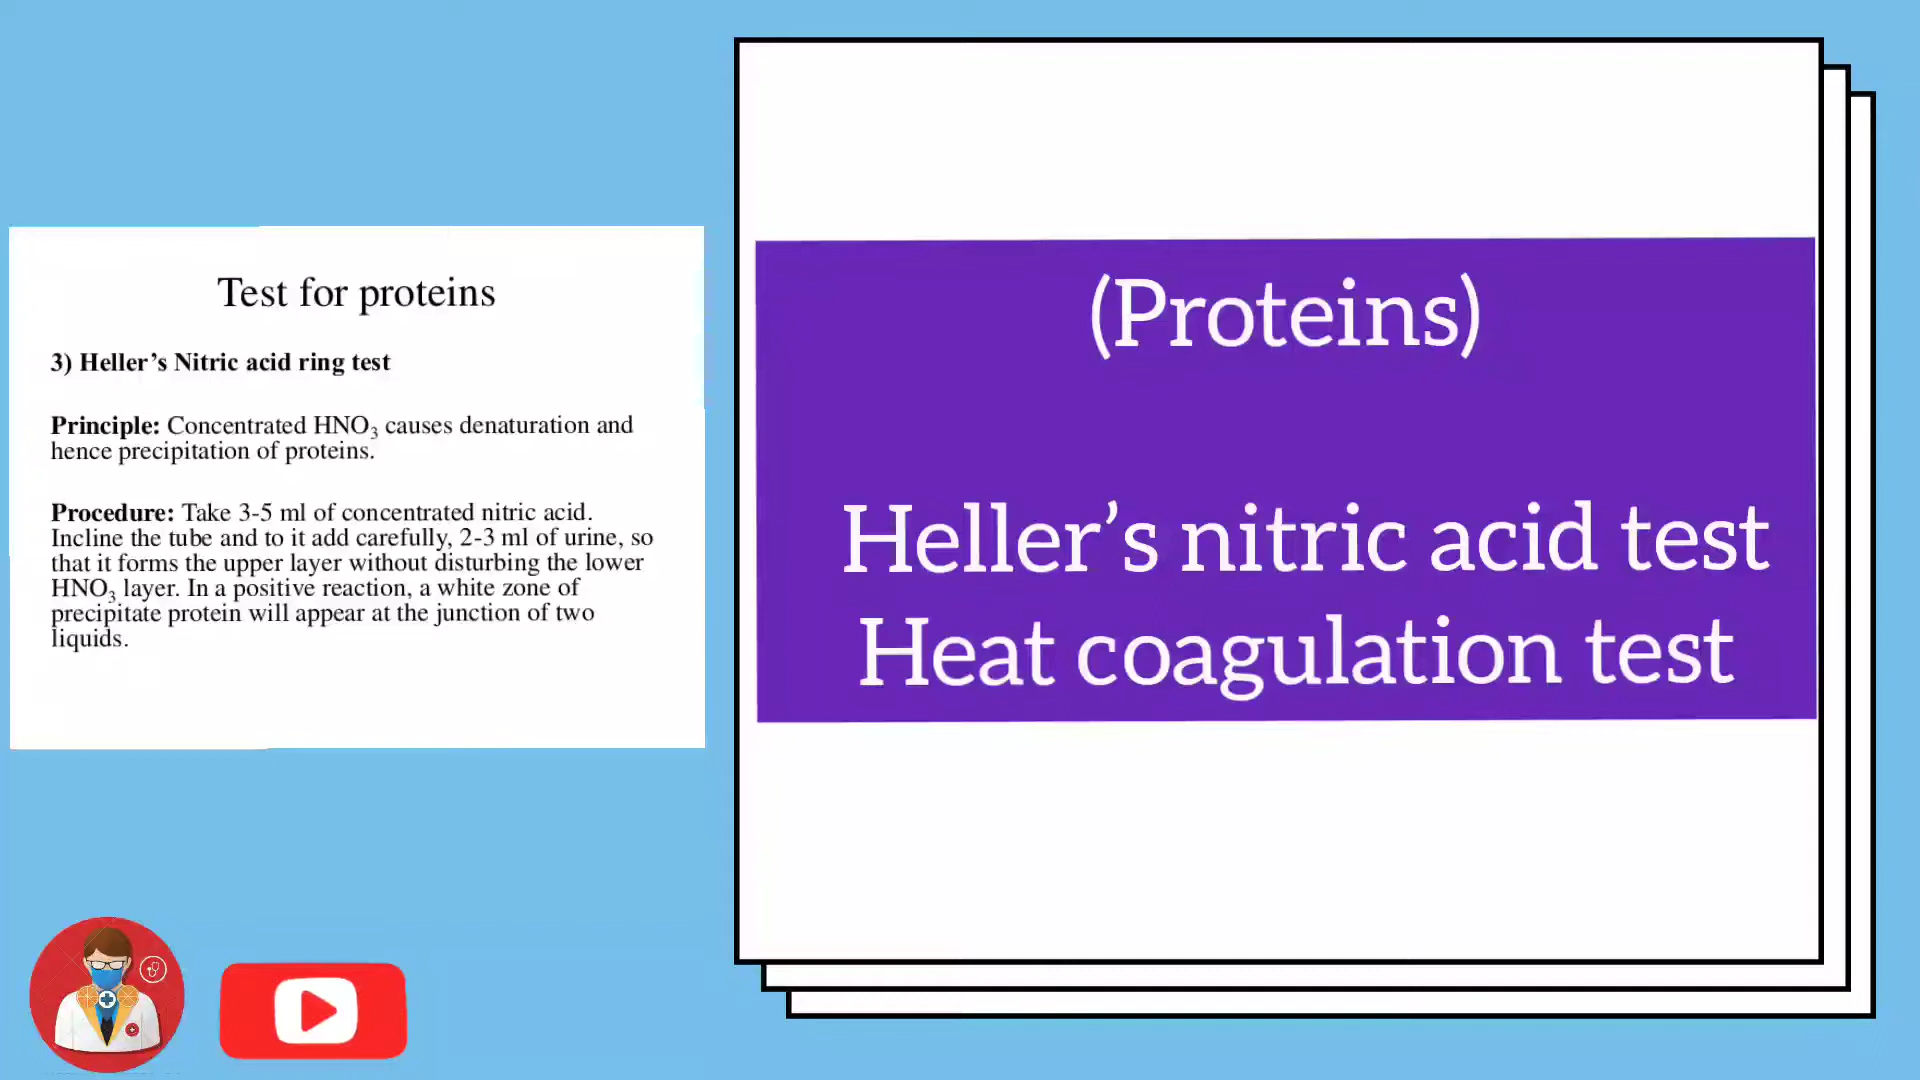 Test for proteins
3) Heller’s Nitric acid ring test
Principle: Concentrated HNO₃ causes denaturation and
hence precipitation of proteins.
Procedure: Take 3-5 ml of concentrated nitric acid.
Incline the tube and to it add carefully, 2-3 ml of urine, so
that it forms the upper layer without disturbing the lower
HNO₃ layer. In a positive reaction, a white zone of
precipitate protein will appear at the junction of two
liquids.
(Proteins)
Heller’s nitric acid test
Heat coagulation test